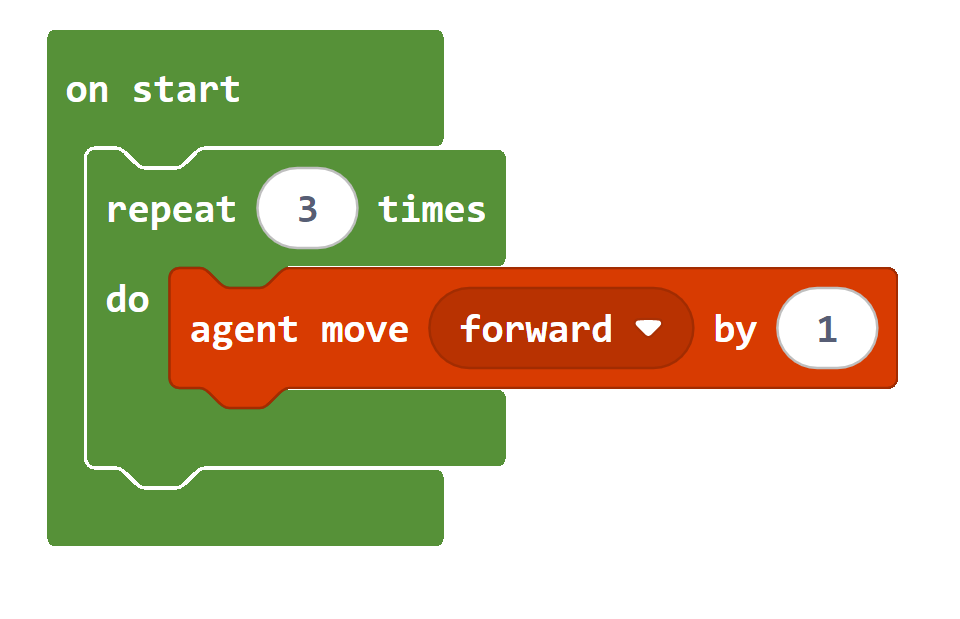 on start
repeat 3 times
do
agent move forward by 1